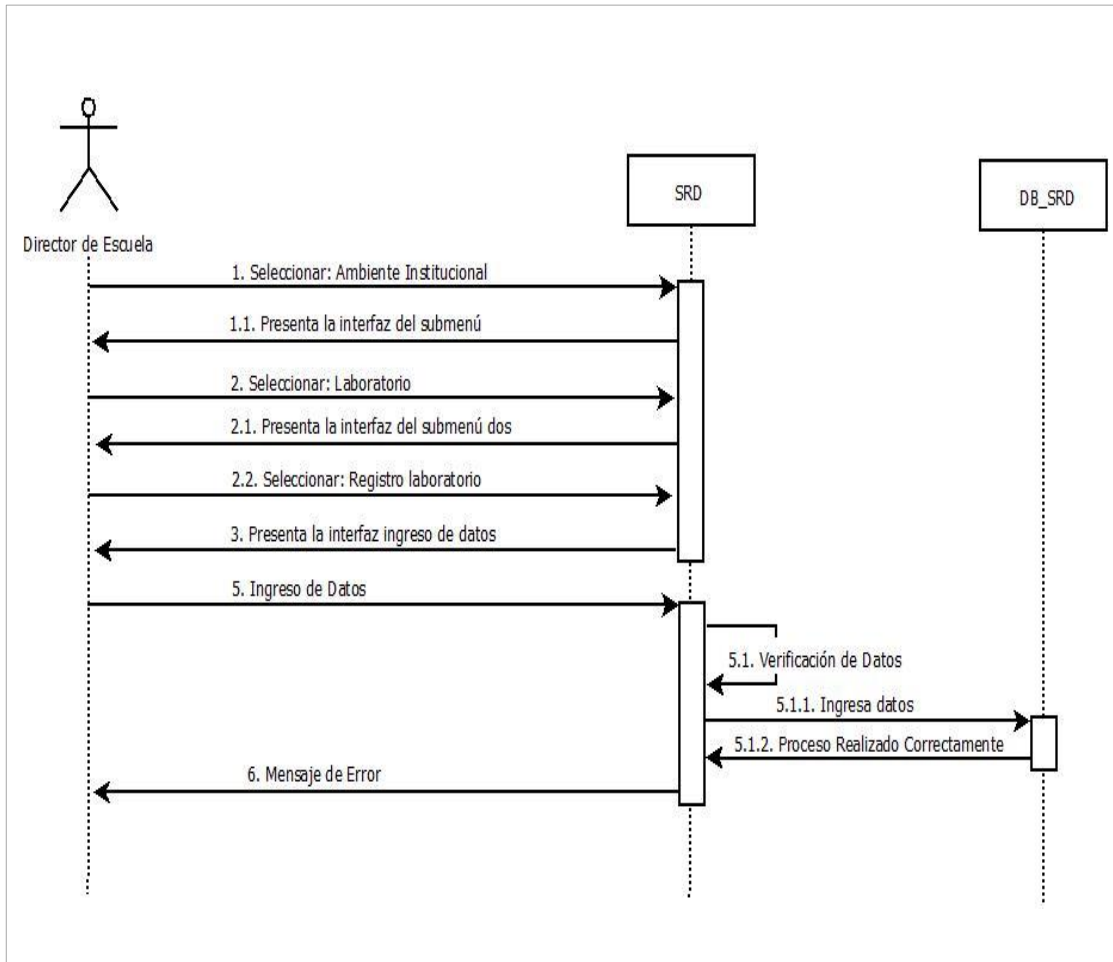 SRD
DB_SRD
Director de Escuela
1. Seleccionar: Ambiente Institucional
1.1. Presenta la interfaz del submenú
2. Seleccionar: Laboratorio
2.1. Presenta la interfaz del submenú dos
2.2. Seleccionar: Registro laboratorio
3. Presenta la interfaz ingreso de datos
5. Ingreso de Datos
5.1. Verificación de Datos
5.1.1. Ingresa datos
5.1.2. Proceso Realizado Correctamente
6. Mensaje de Error